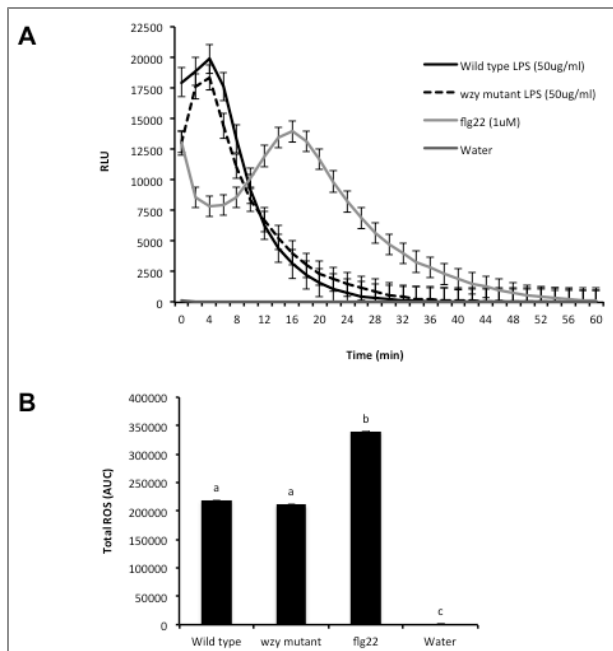 A
22500
20000
17500
15000
12500
10000
7500
5000
2500
0
RLU
Wild type LPS (50ug/ml)
wzy mutant LPS (50ug/ml)
flg22 (1uM)
Water
0 4 8 12 16 20 24 28 32 36 40 44 48 52 56 60
Time (min)
B
400000
350000
300000
250000
200000
150000
100000
50000
0
Total ROS (AUC)
a
a
b
c
Wild type wzy mutant flg22 Water